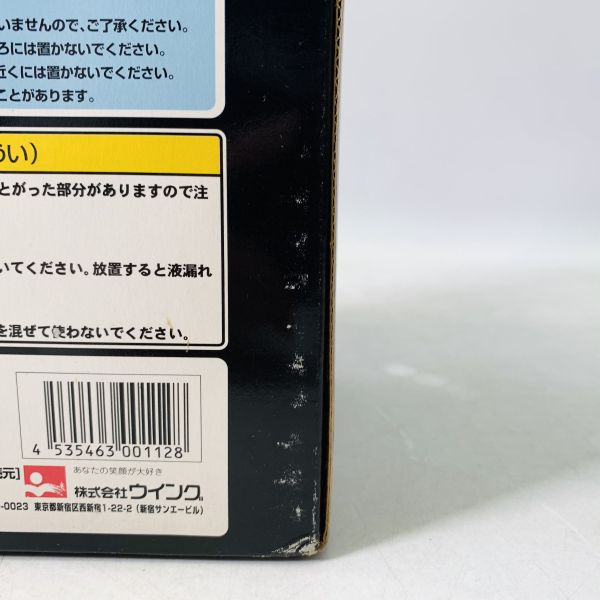 いませんので、ご了承ください。
ろには置かないでください。
近くには置かないでください。
ことがあります。
うい）
とがった部分がありますので注
いてください。放置すると液漏れ
を混ぜて使わないでください。
4 535463 001128
売元]
あなたの笑顔が大好き
株式会社ウイング
-0023 東京都新宿区西新宿1-22-2（新宿サンエービル）